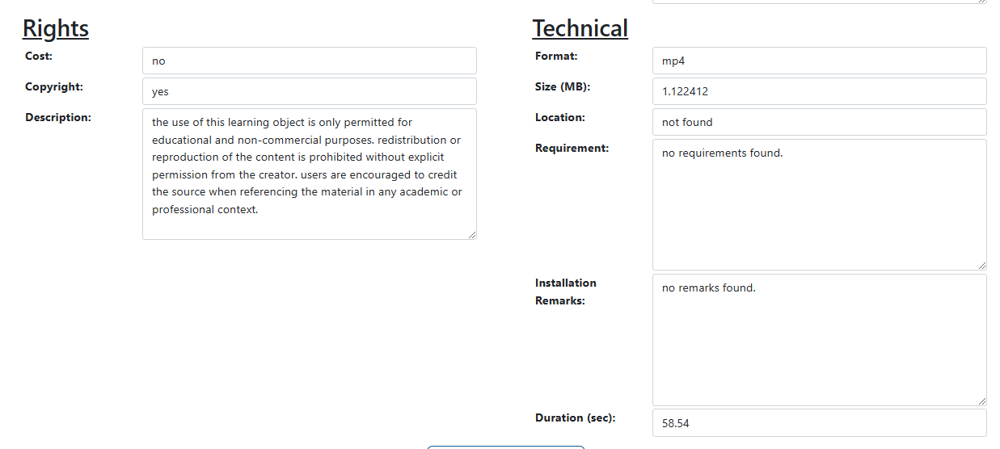 Rights
Cost:
no
Copyright:
yes
Description:
the use of this learning object is only permitted for
educational and non-commercial purposes. redistribution or
reproduction of the content is prohibited without explicit
permission from the creator. users are encouraged to credit
the source when referencing the material in any academic or
professional context.
Technical
Format:
mp4
Size (MB):
1.122412
Location:
not found
Requirement:
no requirements found.
Installation
Remarks:
no remarks found.
Duration (sec):
58.54